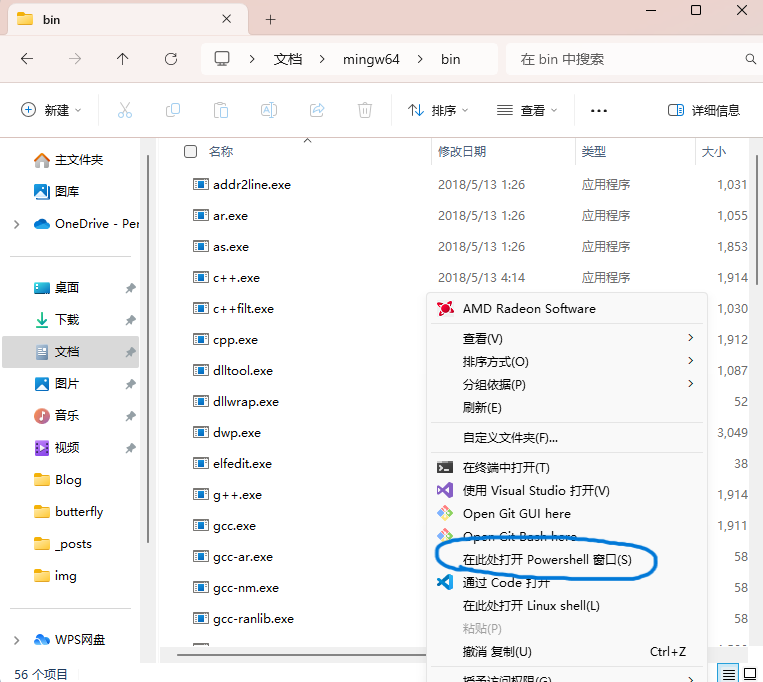 bin
文档 mingw64 bin 在 bin 中搜索
新建 排序 查看 ... 详细信息
名称 修改日期 类型 大小
主文件夹
图库
OneDrive - Per
桌面
下载
文档
图片
音乐
视频
Blog
butterfly
_posts
img
WPS网盘
addr2line.exe 2018/5/13 1:26 应用程序 1,031
ar.exe 2018/5/13 1:26 应用程序 1,055
as.exe 2018/5/13 1:26 应用程序 1,853
c++.exe 2018/5/13 4:14 应用程序 1,914
c++filt.exe 1,030
cpp.exe 1,912
dlltool.exe 1,087
dllwrap.exe 52
dwp.exe 3,049
elfedit.exe 38
g++.exe 1,914
gcc.exe 1,911
gcc-ar.exe 58
gcc-nm.exe 58
gcc-ranlib.exe 58
AMD Radeon Software
查看(V)
排序方式(O)
分组依据(P)
刷新(E)
自定义文件夹(F)...
在终端中打开(T)
使用 Visual Studio 打开(V)
Open Git GUI here
Open Git Bash here
在此处打开 Powershell 窗口(S)
通过 Code 打开
在此处打开 Linux shell(L)
粘贴(P)
撤消 复制(U) Ctrl+Z
授予访问权限(G)
56 个项目